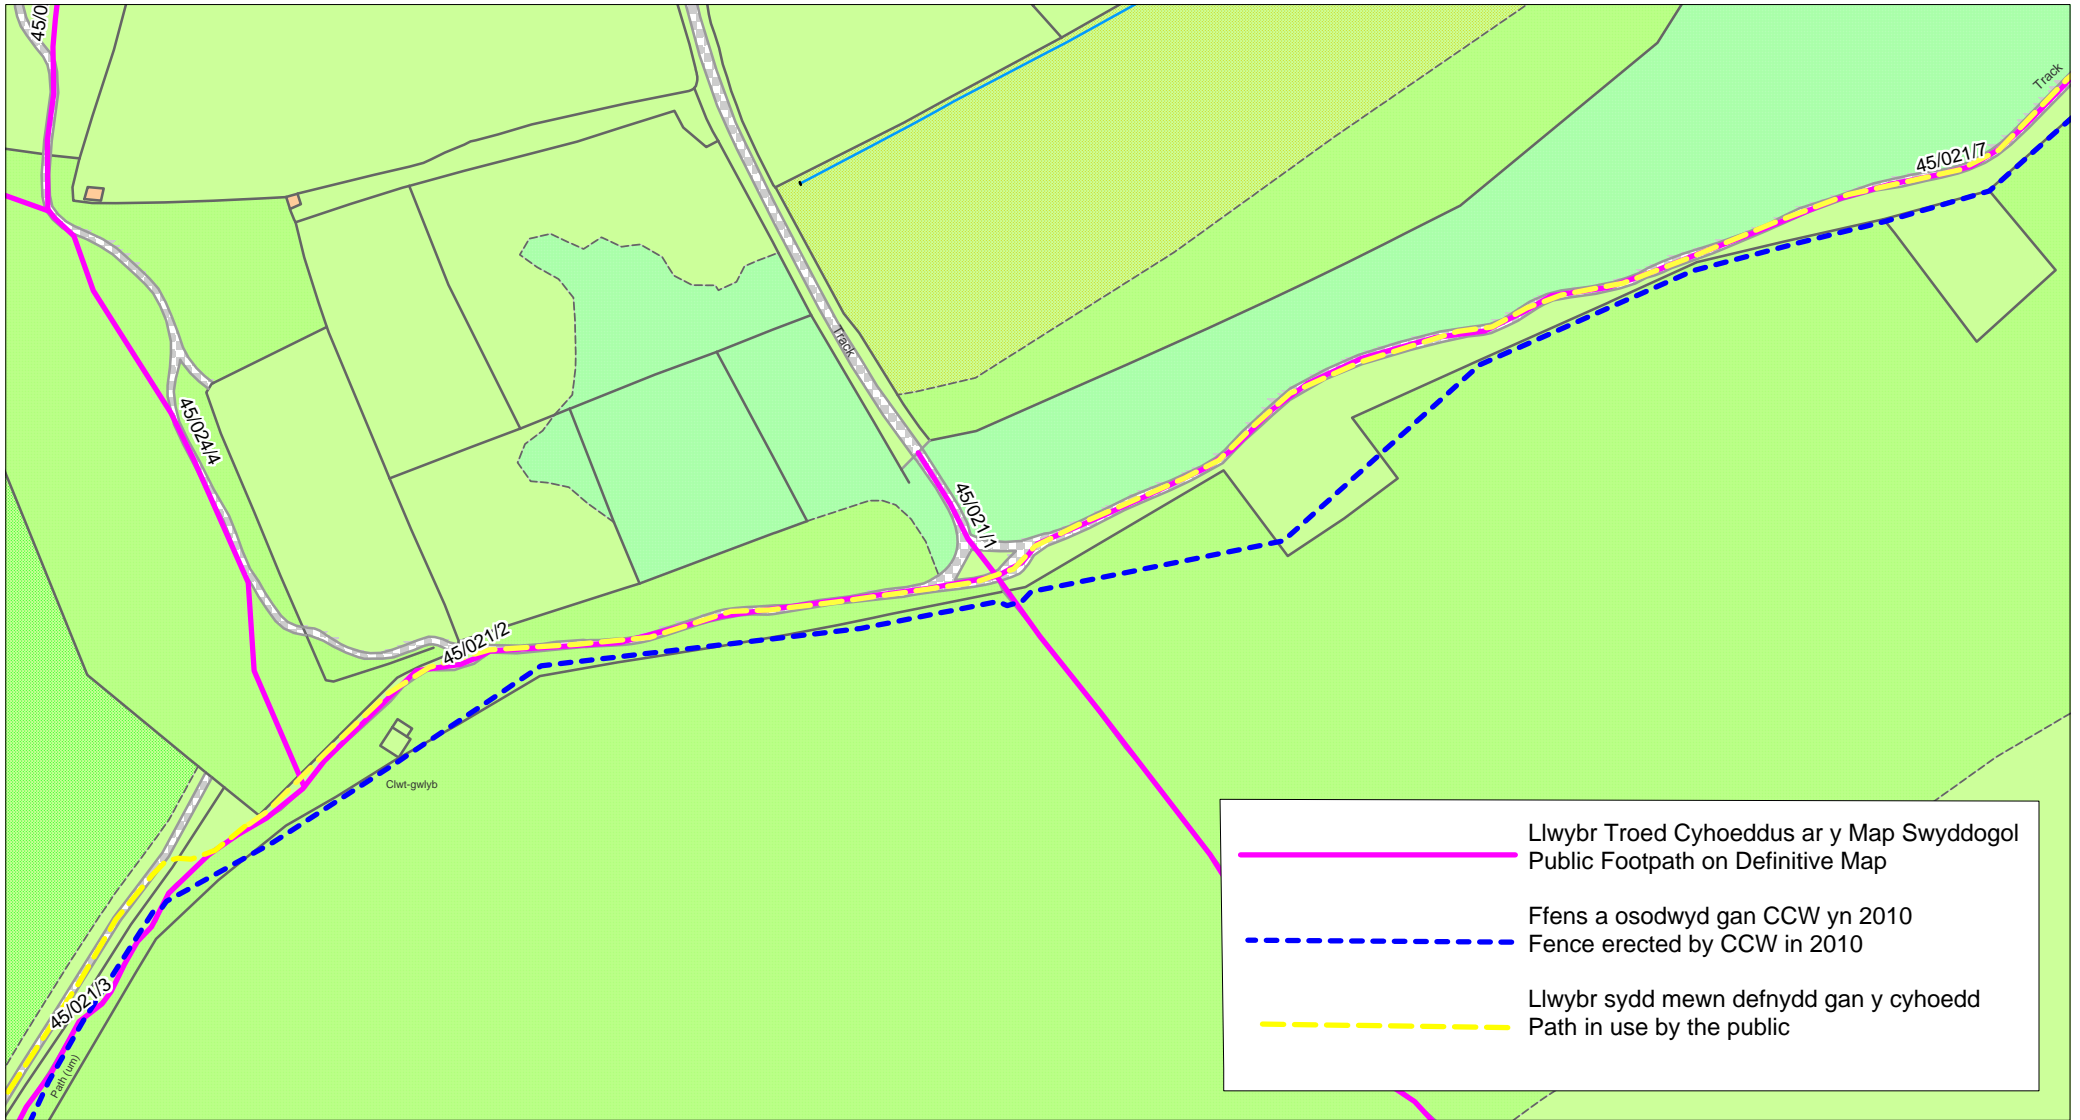 45/0
Track
45/021/7
Track
45/024/4
45/021/1
45/021/2
Clwt-gwlyb
Llwybr Troed Cyhoeddus ar y Map Swyddogol
Public Footpath on Definitive Map
Ffens a osodwyd gan CCW yn 2010
Fence erected by CCW in 2010
Llwybr sydd mewn defnydd gan y cyhoedd
Path in use by the public
45/021/3
Path (um)